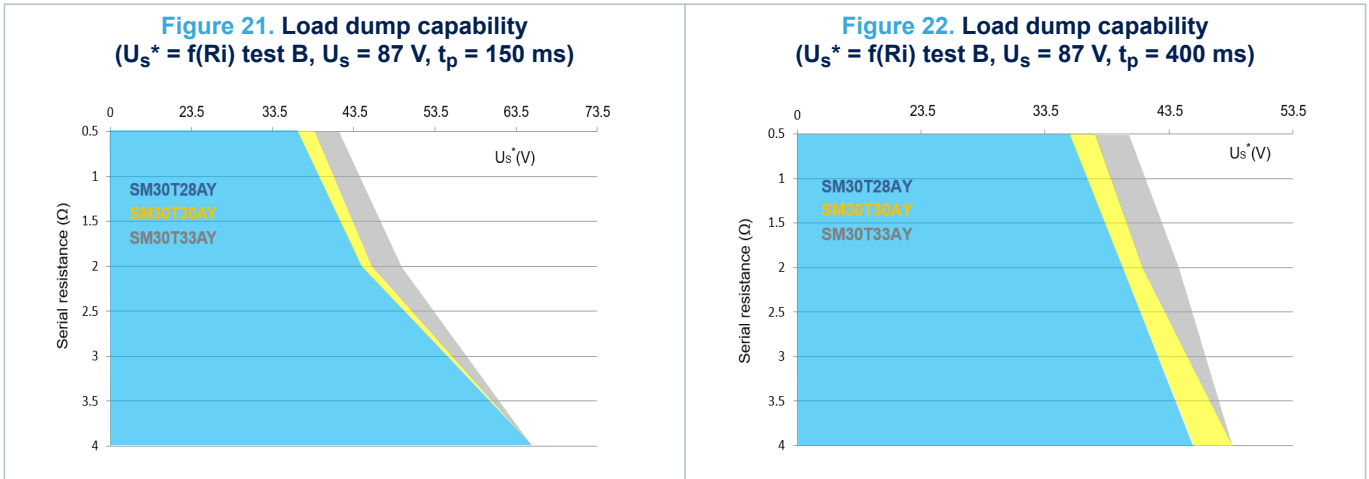 Figure 21. Load dump capability
(Us* = f(Ri) test B, Us = 87 V, tp = 150 ms)
0 23.5 33.5 43.5 53.5 63.5 73.5
0.5
Us*(V)
1
SM30T28AY
1.5
SM30T30AY
SM30T33AY
2
2.5
3
3.5
4
Serial resistance (Ω)
Figure 22. Load dump capability
(Us* = f(Ri) test B, Us = 87 V, tp = 400 ms)
0 23.5 33.5 43.5 53.5
0.5
Us*(V)
1
SM30T28AY
1.5
SM30T30AY
SM30T33AY
2
2.5
3
3.5
4
Serial resistance (Ω)